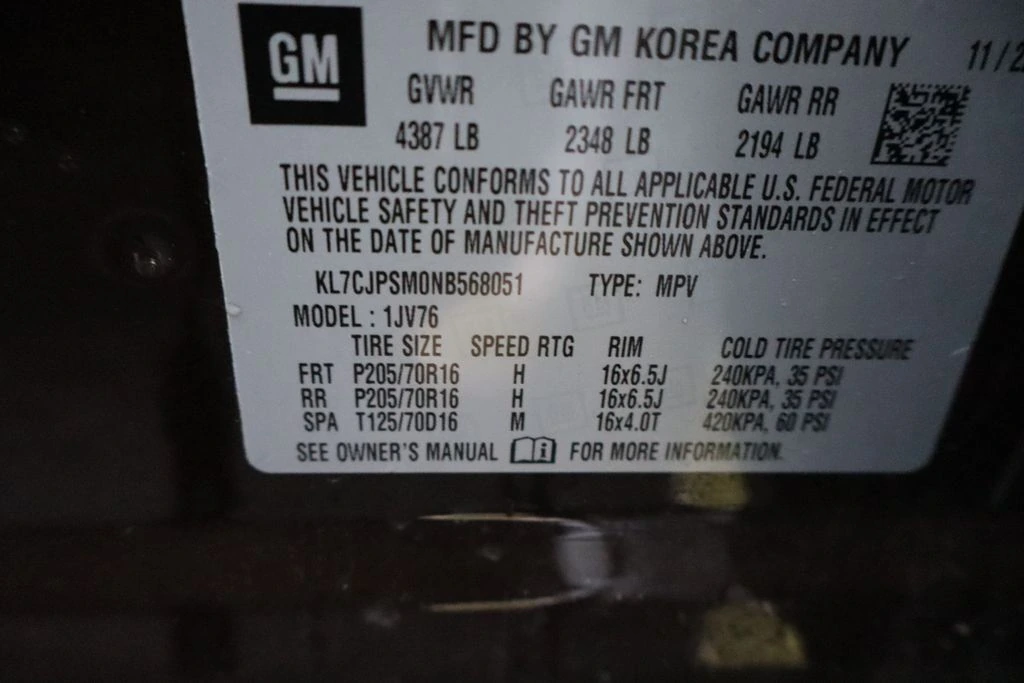 GM
MFD BY GM KOREA COMPANY 11/2
GVWR GAWR FRT GAWR RR
4387 LB 2348 LB 2194 LB
THIS VEHICLE CONFORMS TO ALL APPLICABLE U.S. FEDERAL MOTOR
VEHICLE SAFETY AND THEFT PREVENTION STANDARDS IN EFFECT
ON THE DATE OF MANUFACTURE SHOWN ABOVE.
KL7CJPSM0NB568051 TYPE: MPV
MODEL : 1JV76
TIRE SIZE SPEED RTG RIM COLD TIRE PRESSURE
FRT P205/70R16 H 16x6.5J 240KPA, 35 PSI
RR P205/70R16 H 16x6.5J 240KPA, 35 PSI
SPA T125/70D16 M 16x4.0T 420KPA, 60 PSI
SEE OWNER'S MANUAL i FOR MORE INFORMATION.